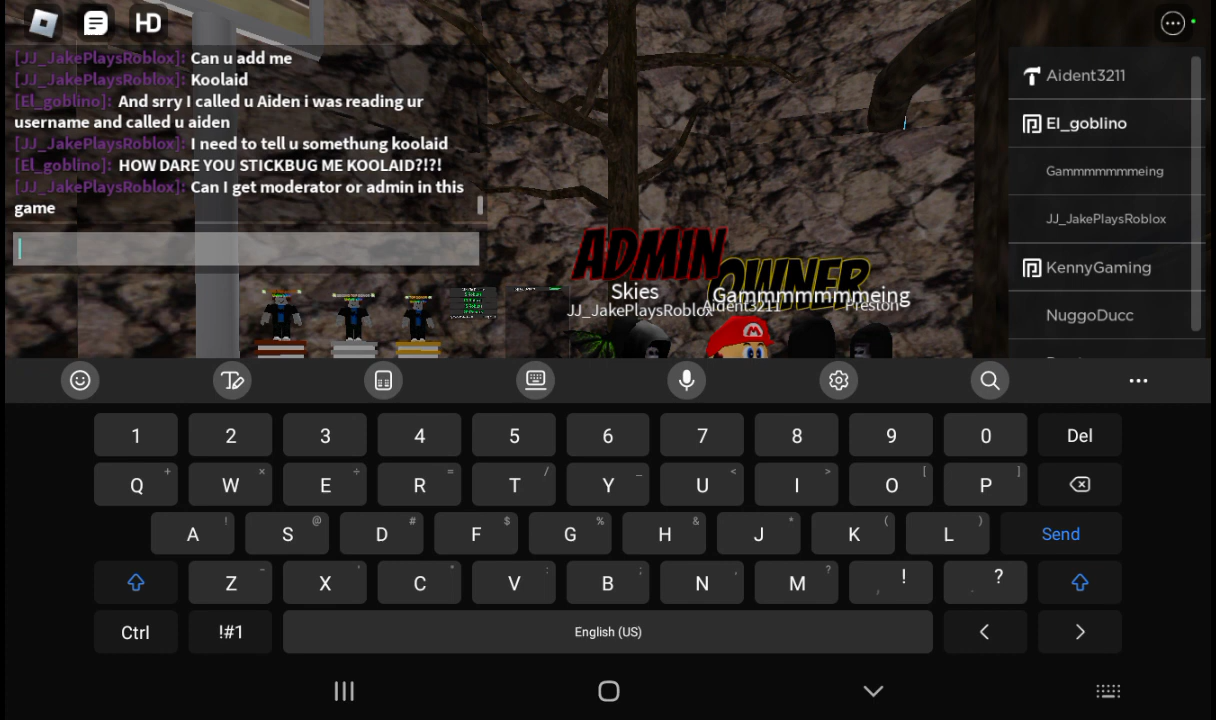 HD
[JJ_JakePlaysRoblox]: Can u add me
[JJ_JakePlaysRoblox]: Koolaid
[El_goblino]: And srry I called u Aiden i was reading ur
username and called u aiden
[JJ_JakePlaysRoblox]: I need to tell u somethung koolaid
[El_goblino]: HOW DARE YOU STICKBUG ME KOOLAID?!?!
[JJ_JakePlaysRoblox]: Can I get moderator or admin in this
game
Aident3211
El_goblino
Gammmmmmmeing
JJ_JakePlaysRoblox
KennyGaming
NuggoDucc
ADMIN
OWNER
Skies
Gammmmmmmeing
JJ_JakePlaysRoblox
Aident3211
Preston
1 2 3 4 5 6 7 8 9 0 Del
Q W E R T Y U I O P
A S D F G H J K L Send
Z X C V B N M , ! . ?
Ctrl !#1 English (US) < >